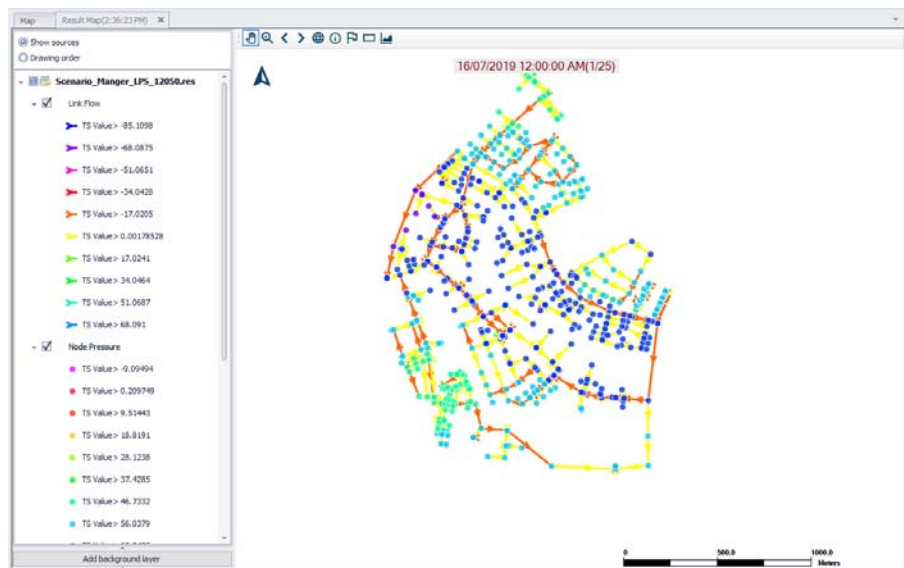 Map
Result Map(2:36:23 PM)
Show sources
Drawing order
Scenario_Manger_LPS_12050.res
Link Flow
TS Value> -85.1098
TS Value> -68.0875
TS Value> -51.0651
TS Value> -34.0428
TS Value> -17.0205
TS Value> 0.00178528
TS Value> 17.0241
TS Value> 34.0464
TS Value> 51.0687
TS Value> 68.091
Node Pressure
TS Value> -9.09494
TS Value> 0.209749
TS Value> 9.51443
TS Value> 18.8191
TS Value> 28.1238
TS Value> 37.4285
TS Value> 46.7332
TS Value> 56.0379
Add background layer
16/07/2019 12:00:00 AM(1/25)
0 500.0 1000.0
Meters